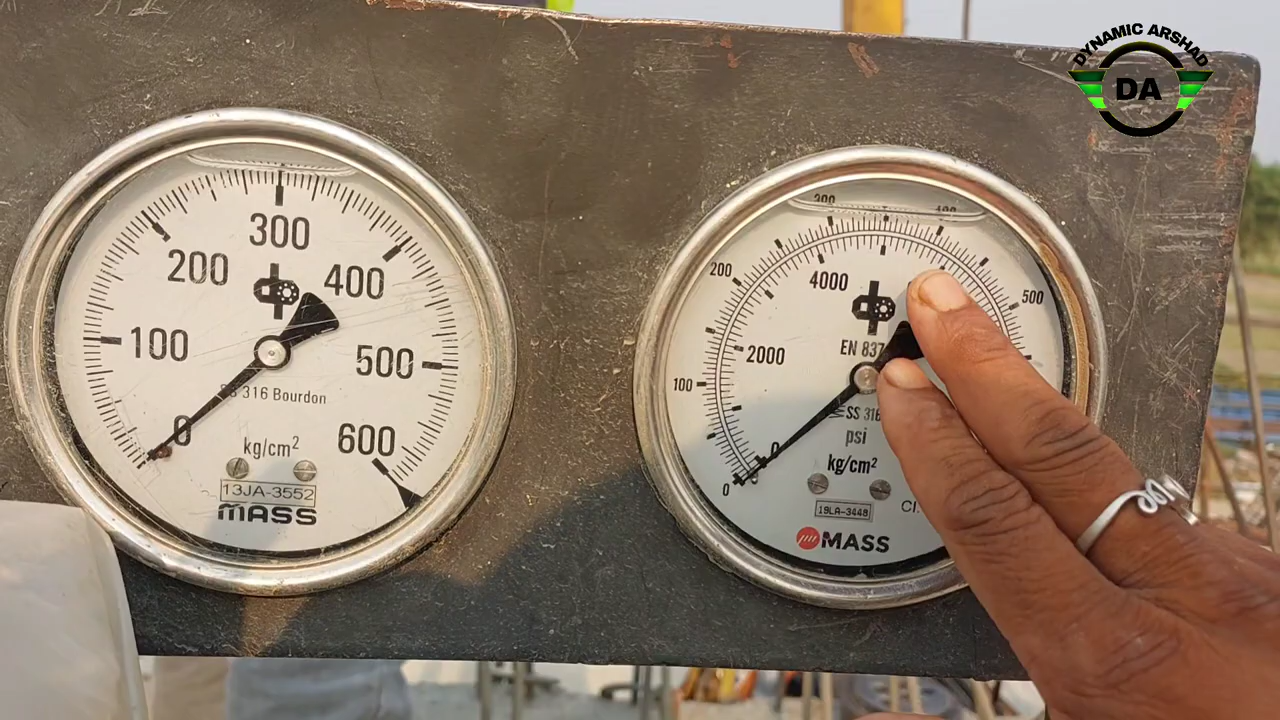 DYNAMIC ARSHAD
DA
300
200
400
100
500
SS 316 Bourdon
0
600
kg/cm²
13JA-3552
MASS
300
400
200
4000
500
EN 837
2000
100
SS 316
psi
0
kg/cm²
0
19LA-3448
MASS